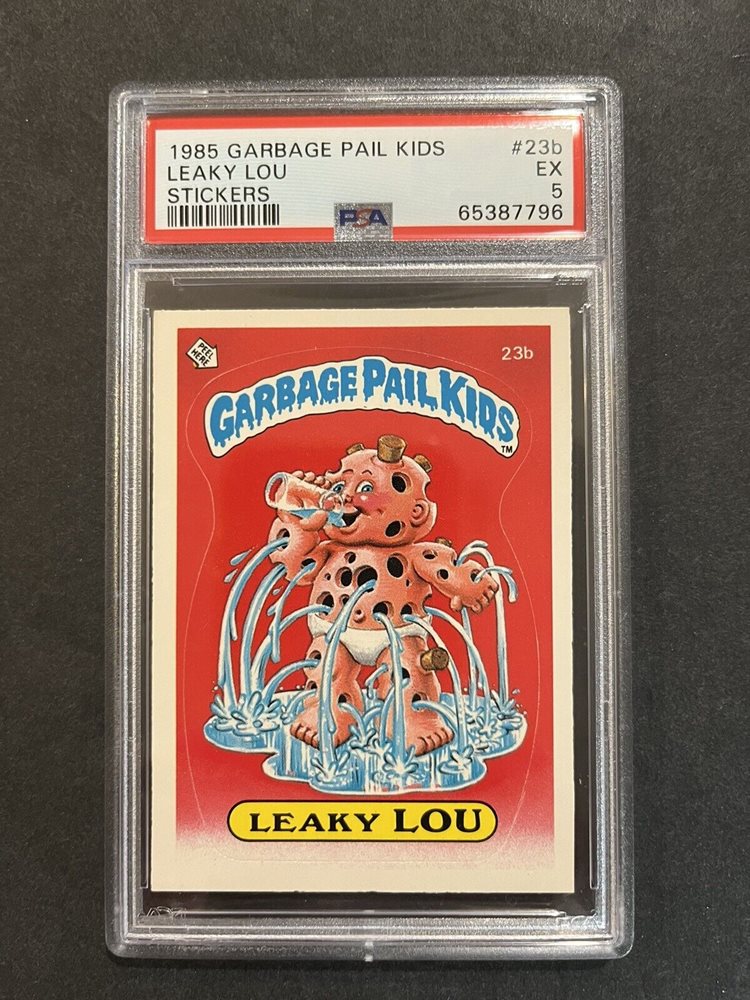 1985 GARBAGE PAIL KIDS #23b
LEAKY LOU EX
STICKERS 5
PSA 65387796
PEEL
HERE
23b
GARBAGE PAIL KIDS
TM
LEAKY LOU